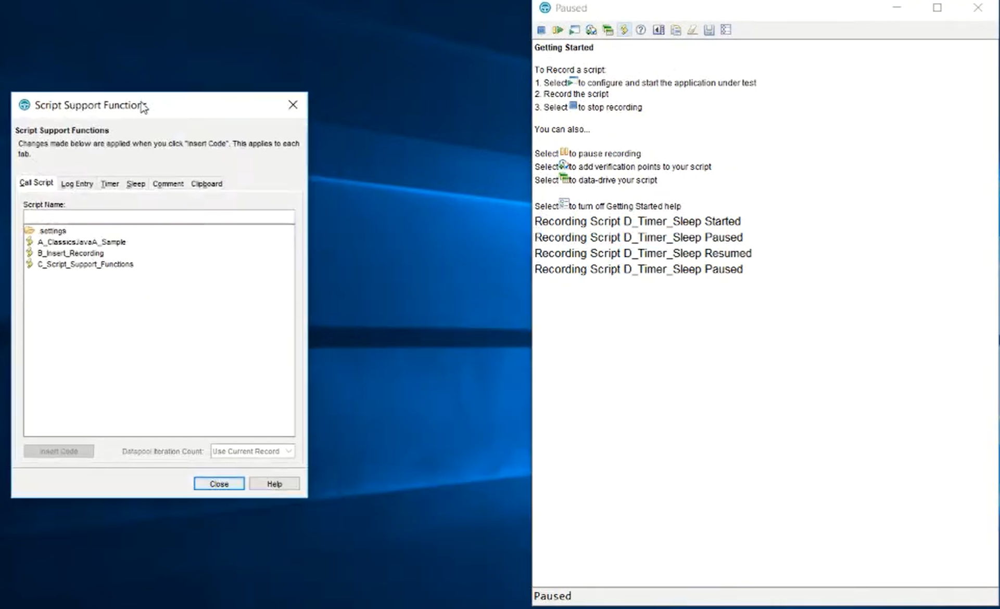 Script Support Functions
Script Support Functions
Changes made below are applied when you click "Insert Code". This applies to each
tab.
Call Script Log Entry Timer Sleep Comment Clipboard
Script Name:
.settings
A_ClassicsJavaA_Sample
B_Insert_Recording
C_Script_Support_Functions
Insert Code Datapool Iteration Count: Use Current Record
Close Help
Paused
Getting Started
To Record a script:
1. Select to configure and start the application under test
2. Record the script
3. Select to stop recording
You can also...
Select to pause recording
Select to add verification points to your script
Select to data-drive your script
Select to turn off Getting Started help
Recording Script D_Timer_Sleep Started
Recording Script D_Timer_Sleep Paused
Recording Script D_Timer_Sleep Resumed
Recording Script D_Timer_Sleep Paused
Paused